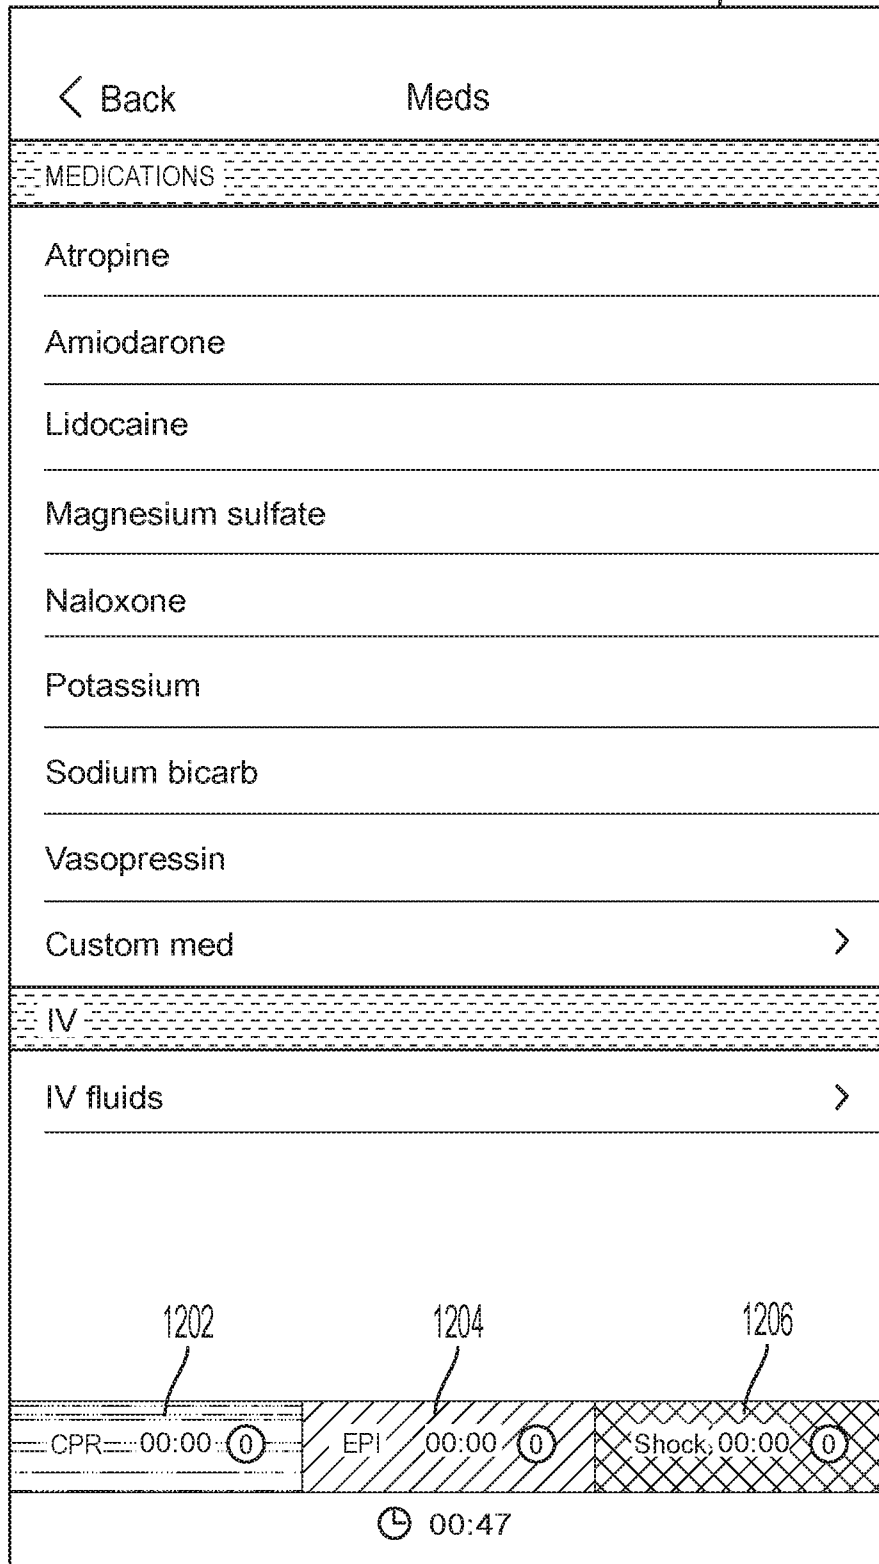 Back Meds
MEDICATIONS
Atropine
Amiodarone
Lidocaine
Magnesium sulfate
Naloxone
Potassium
Sodium bicarb
Vasopressin
Custom med
IV
IV fluids
1202 1204 1206
CPR 00:00 0 EPI 00:00 0 Shock 00:00 0
00:47